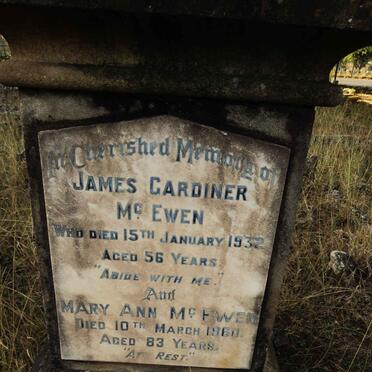 In Cherished Memory of
JAMES GARDINER
MCEWEN
WHO DIED 15TH JANUARY 1932
AGED 56 YEARS
"ABIDE WITH ME."
And
MARY ANN MCEWEN
DIED 10TH MARCH 1960.
AGED 83 YEARS.
"AT REST."